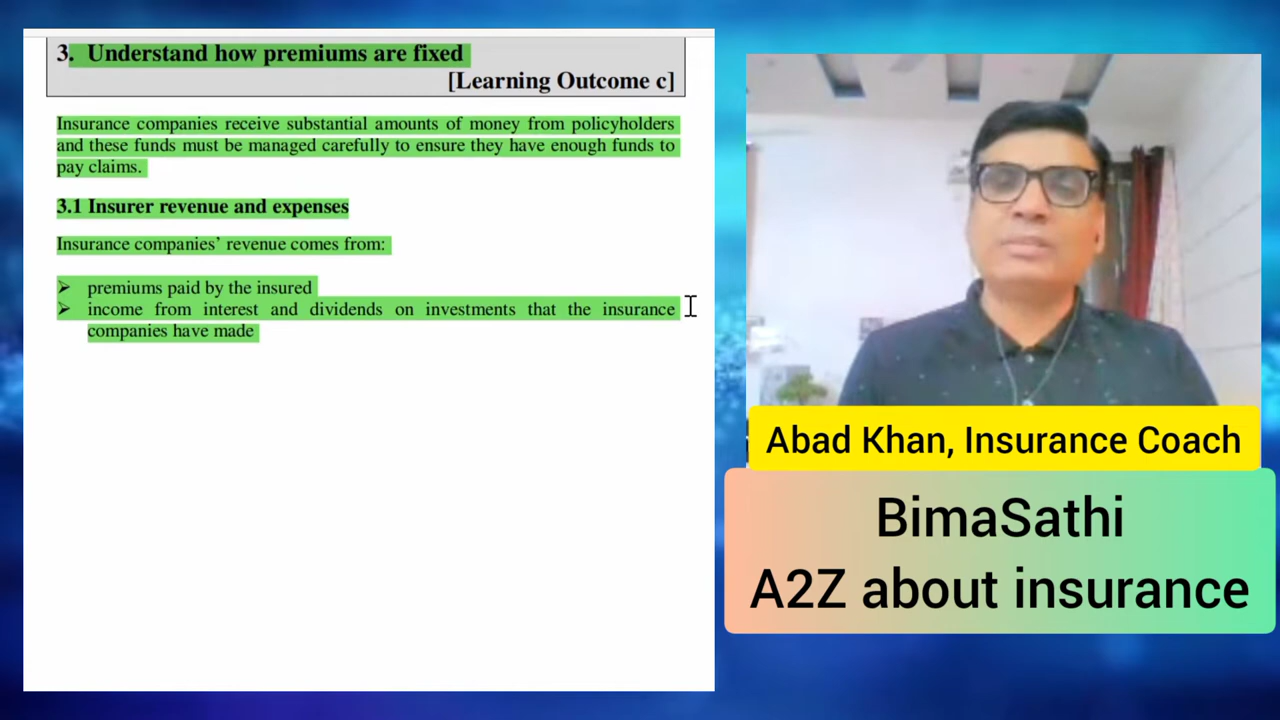 3. Understand how premiums are fixed
[Learning Outcome c]
Insurance companies receive substantial amounts of money from policyholders
and these funds must be managed carefully to ensure they have enough funds to
pay claims.
3.1 Insurer revenue and expenses
Insurance companies’ revenue comes from:
➢ premiums paid by the insured
➢ income from interest and dividends on investments that the insurance
companies have made
Abad Khan, Insurance Coach
BimaSathi
A2Z about insurance